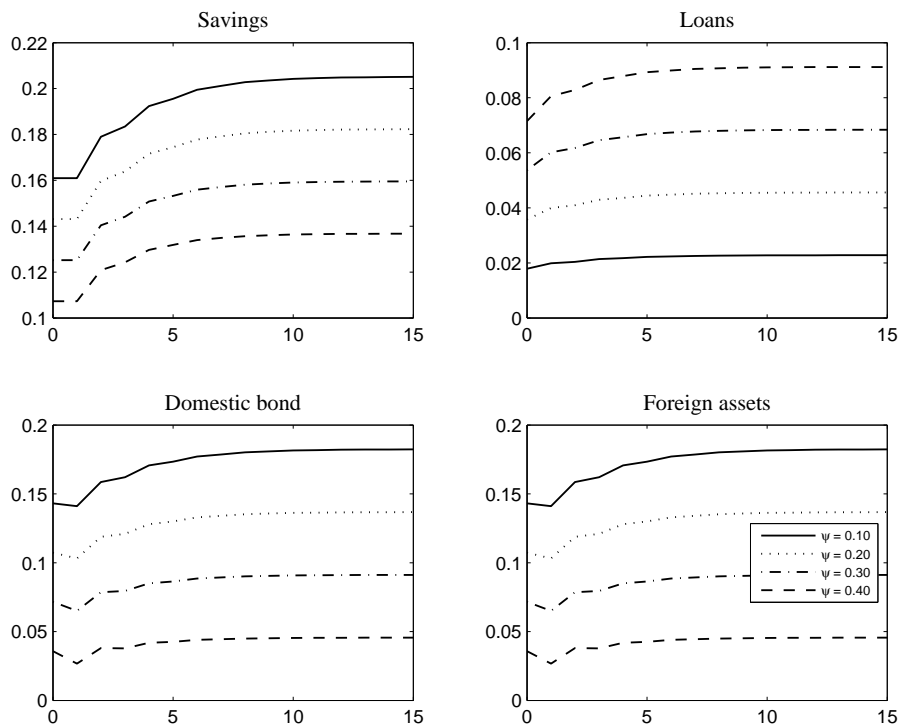 Savings
Loans
0.22
0.2
0.18
0.16
0.14
0.12
0.1
0 5 10 15
0.1
0.08
0.06
0.04
0.02
0
0 5 10 15
Domestic bond
Foreign assets
0.2
0.15
0.1
0.05
0
0 5 10 15
0.2
0.15
0.1
0.05
0
ψ = 0.10
ψ = 0.20
ψ = 0.30
ψ = 0.40
0 5 10 15